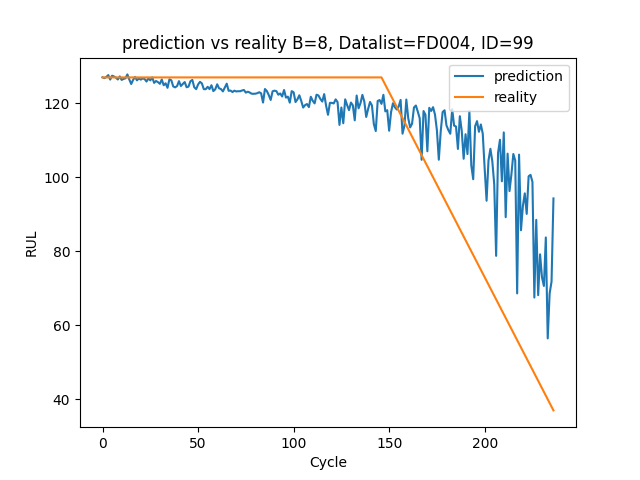 prediction vs reality B=8, Datalist=FD004, ID=99
prediction
reality
120
100
80
60
40
RUL
0
50
100
150
200
Cycle